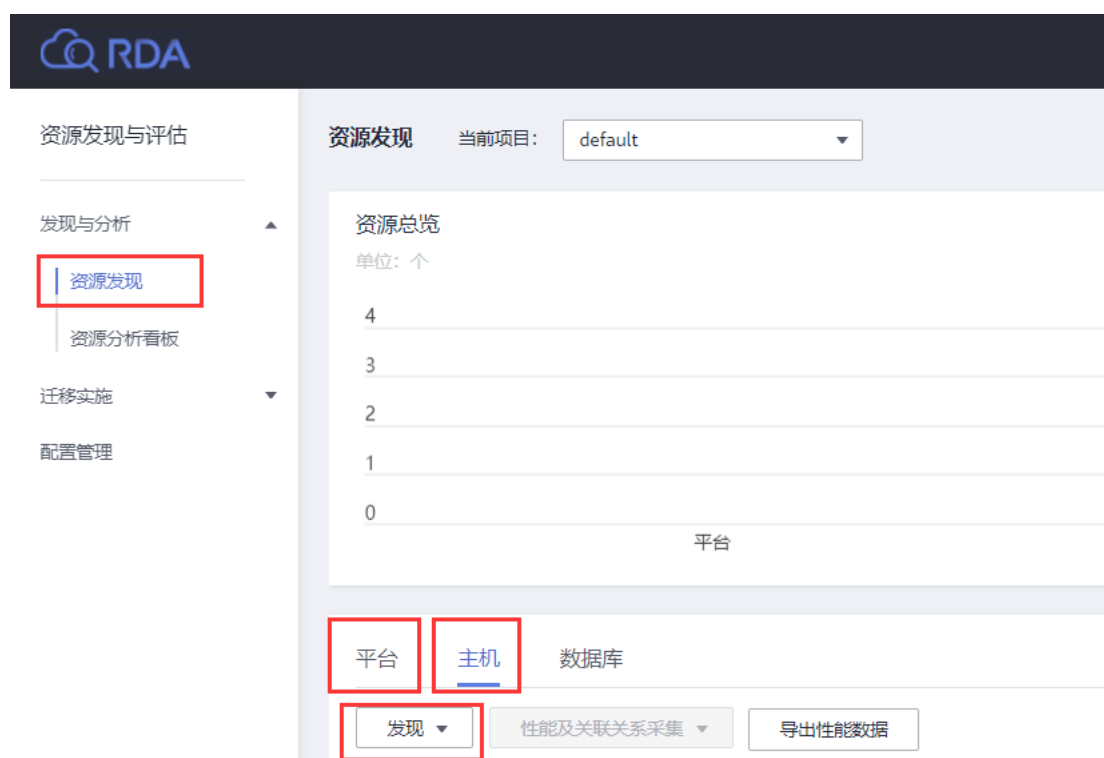 RDA
资源发现与评估
发现与分析
资源发现
资源分析看板
迁移实施
配置管理
资源发现 当前项目： default
资源总览
单位：个
4
3
2
1
0
平台
平台 主机 数据库
发现 性能及关联关系采集 导出性能数据